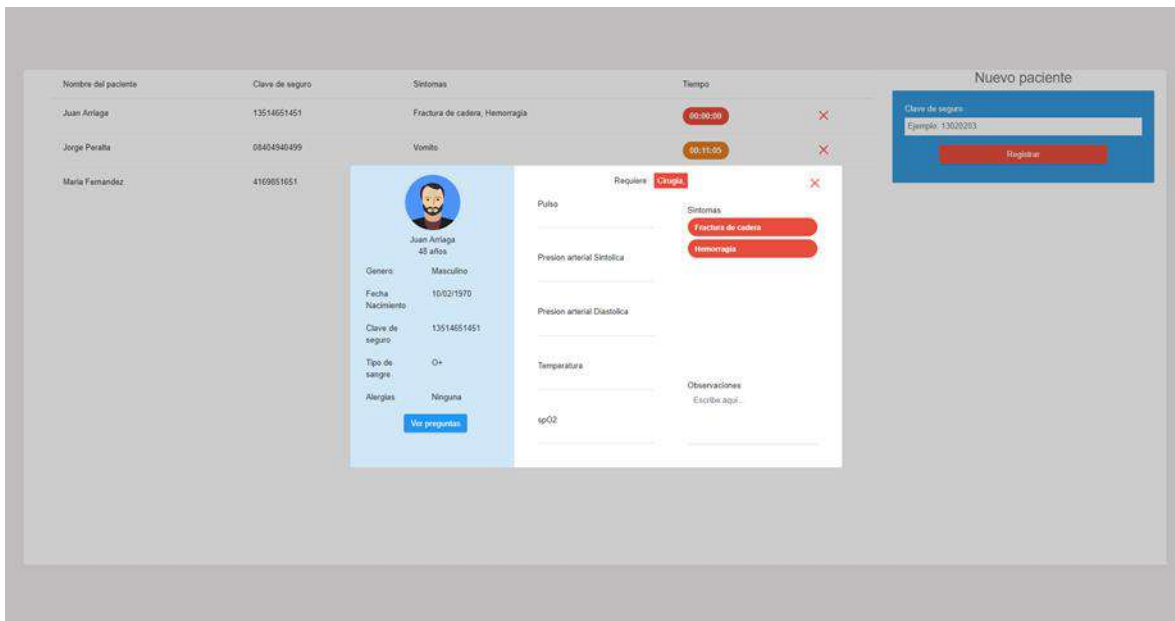 Nombre del paciente Clave de seguro Sintomas Tiempo
Juan Arriaga 13514651451 Fractura de cadera, Hemorragia 00:00:00
Jorge Peralta 08404940499 Vomito 00:11:05
Maria Fernandez 4169851651
Nuevo paciente
Clave de seguro
Ejemplo: 13020203
Registrar
Juan Arriaga
48 años
Genero Masculino
Fecha Nacimiento 10/02/1970
Clave de seguro 13514651451
Tipo de sangre O+
Alergias Ninguna
Ver preguntas
Requiere Cirugia,
Pulso
Presion arterial Sintolica
Presion arterial Diastolica
Temperatura
spO2
Sintomas
Fractura de cadera
Hemorragia
Observaciones
Escribe aqui...